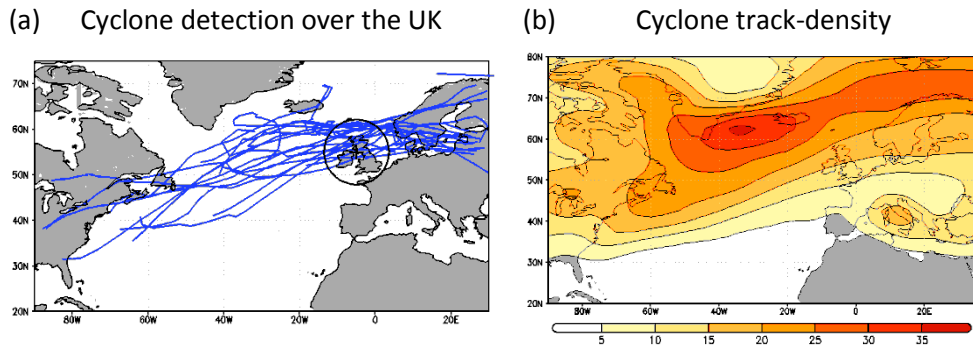 (a) Cyclone detection over the UK
(b) Cyclone track-density
70N
60N
50N
40N
30N
20N
80W 60W 40W 20W 0 20E
80N
70N
60N
50N
40N
30N
20N
80W 60W 40W 20W 0 20E
5 10 15 20 25 30 35